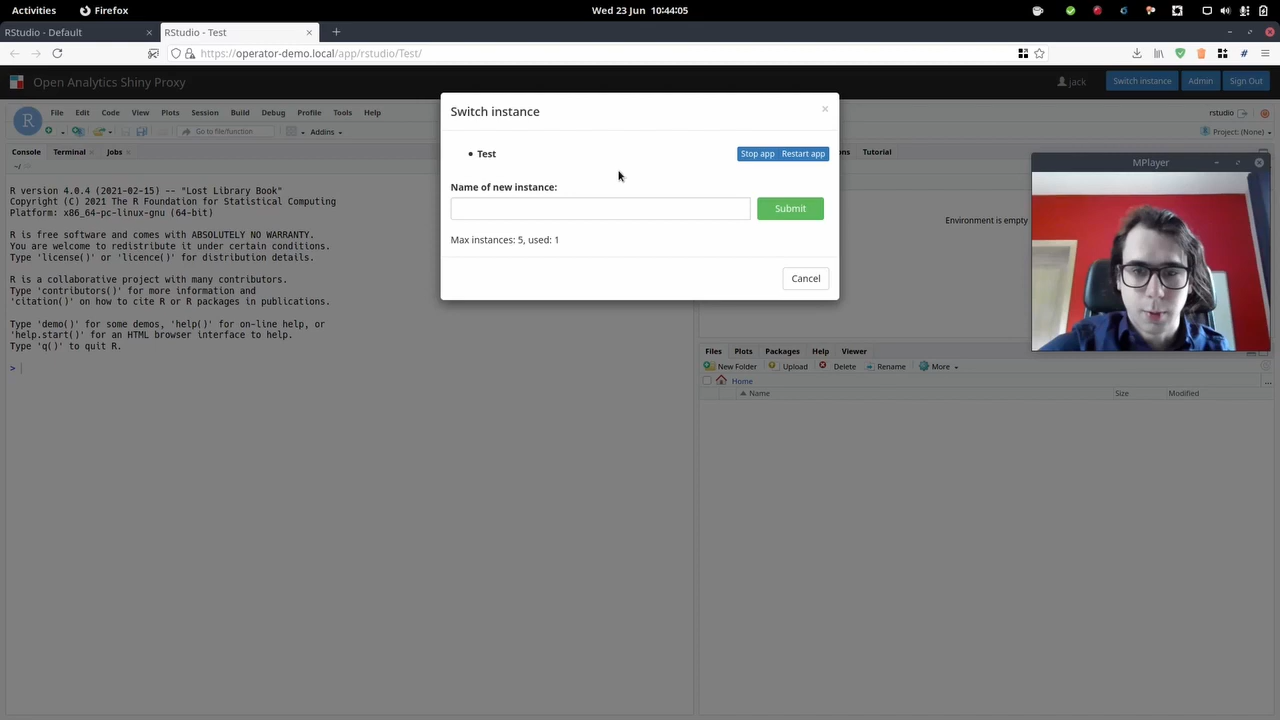 Activities
Firefox
Wed 23 Jun 10:44:05
RStudio - Default
RStudio - Test
https://operator-demo.local/app/rstudio/Test/
Open Analytics Shiny Proxy
jack
Switch instance
Admin
Sign Out
File Edit Code View Plots Session Build Debug Profile Tools Help
rstudio
Go to file/function
Addins
Project: (None)
Console Terminal Jobs
Tutorial
~/
R version 4.0.4 (2021-02-15) -- "Lost Library Book"
Copyright (C) 2021 The R Foundation for Statistical Computing
Platform: x86_64-pc-linux-gnu (64-bit)
R is free software and comes with ABSOLUTELY NO WARRANTY.
You are welcome to redistribute it under certain conditions.
Type 'license()' or 'licence()' for distribution details.
R is a collaborative project with many contributors.
Type 'contributors()' for more information and
'citation()' on how to cite R or R packages in publications.
Type 'demo()' for some demos, 'help()' for on-line help, or
'help.start()' for an HTML browser interface to help.
Type 'q()' to quit R.
>
Switch instance
Test
Stop app Restart app
Name of new instance:
Submit
Max instances: 5, used: 1
Cancel
MPlayer
Environment is empty
Files Plots Packages Help Viewer
New Folder Upload Delete Rename More
Home
Name Size Modified